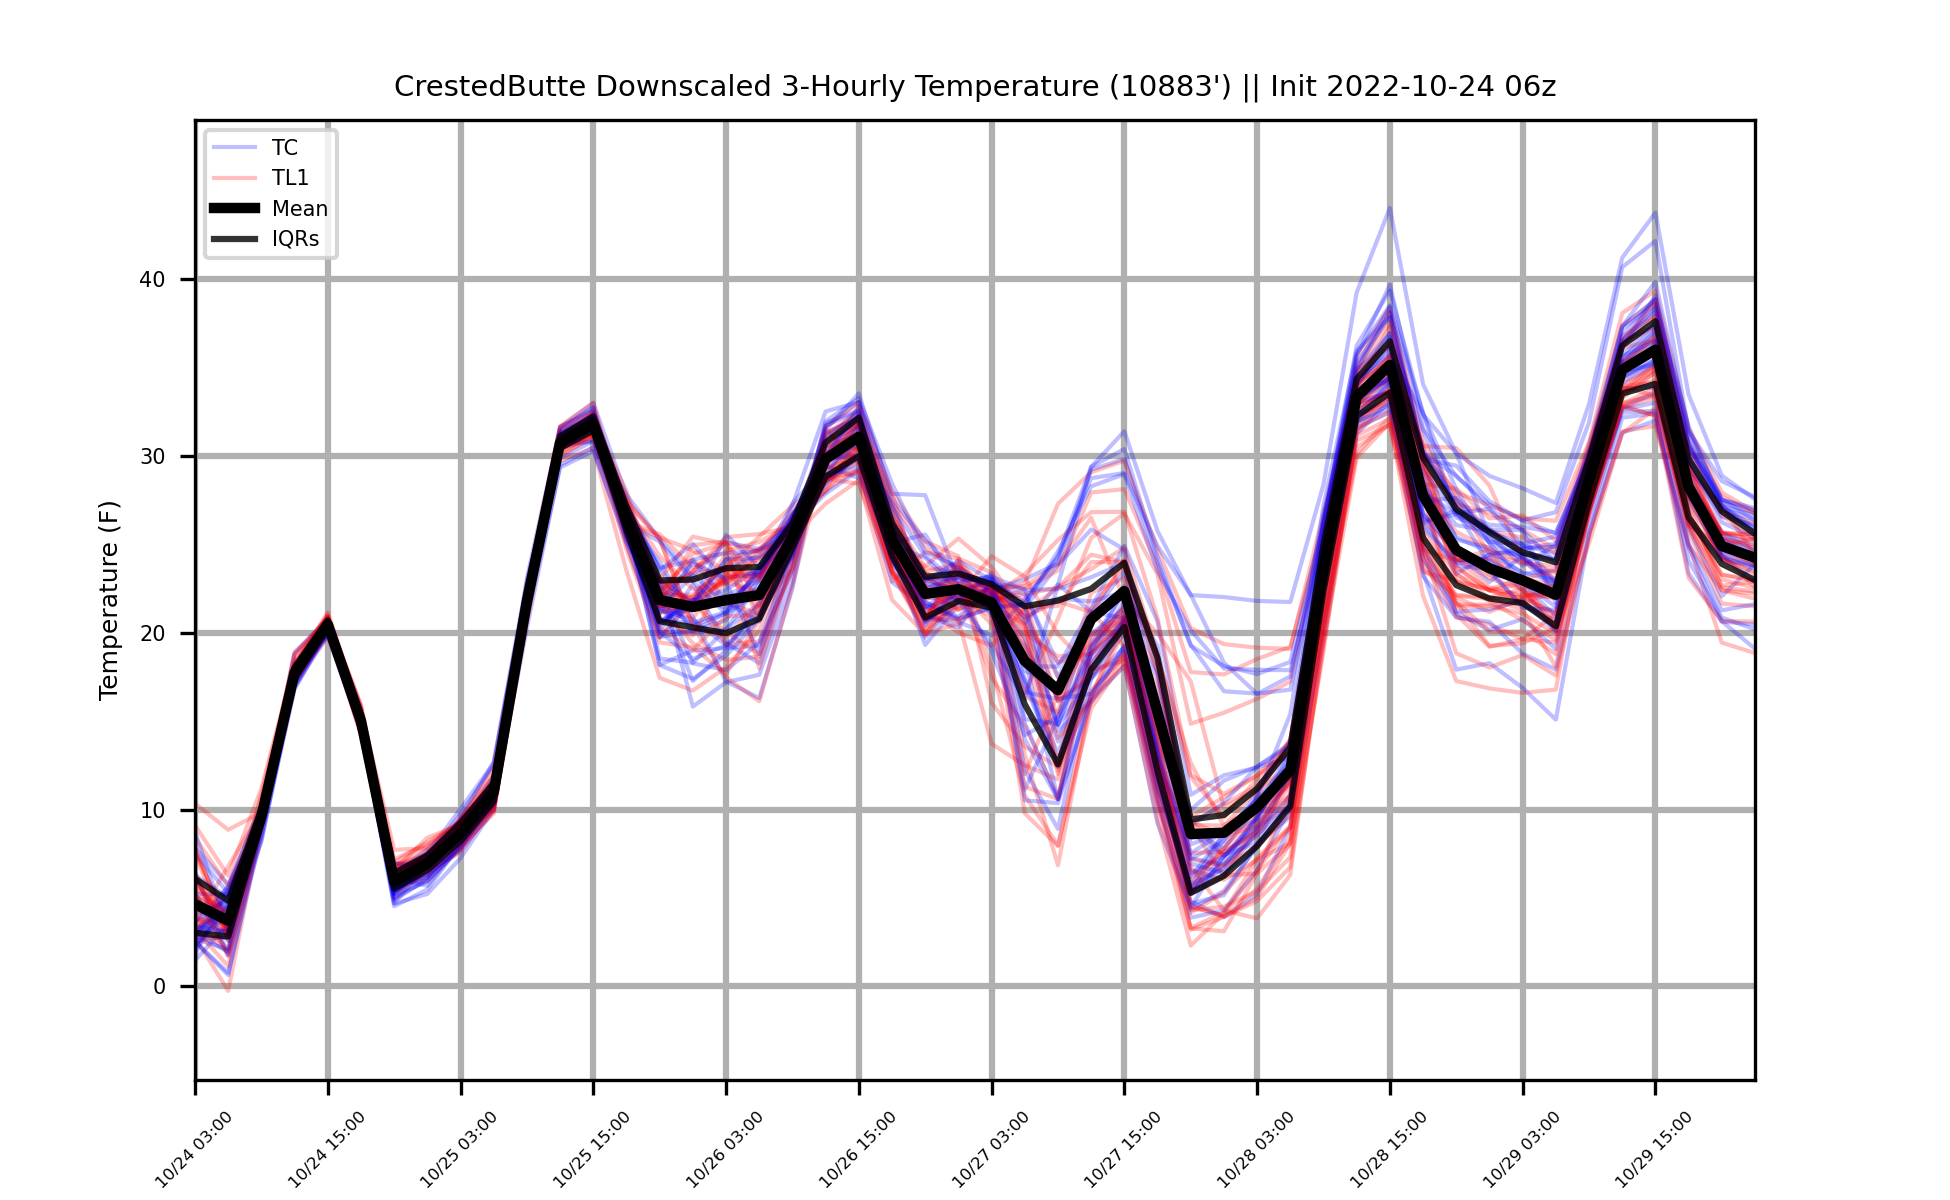 CrestedButte Downscaled 3-Hourly Temperature (10883') || Init 2022-10-24 06z
TC
TL1
Mean
IQRs
Temperature (F)
40
30
20
10
0
10/24 03:00
10/24 15:00
10/25 03:00
10/25 15:00
10/26 03:00
10/26 15:00
10/27 03:00
10/27 15:00
10/28 03:00
10/28 15:00
10/29 03:00
10/29 15:00